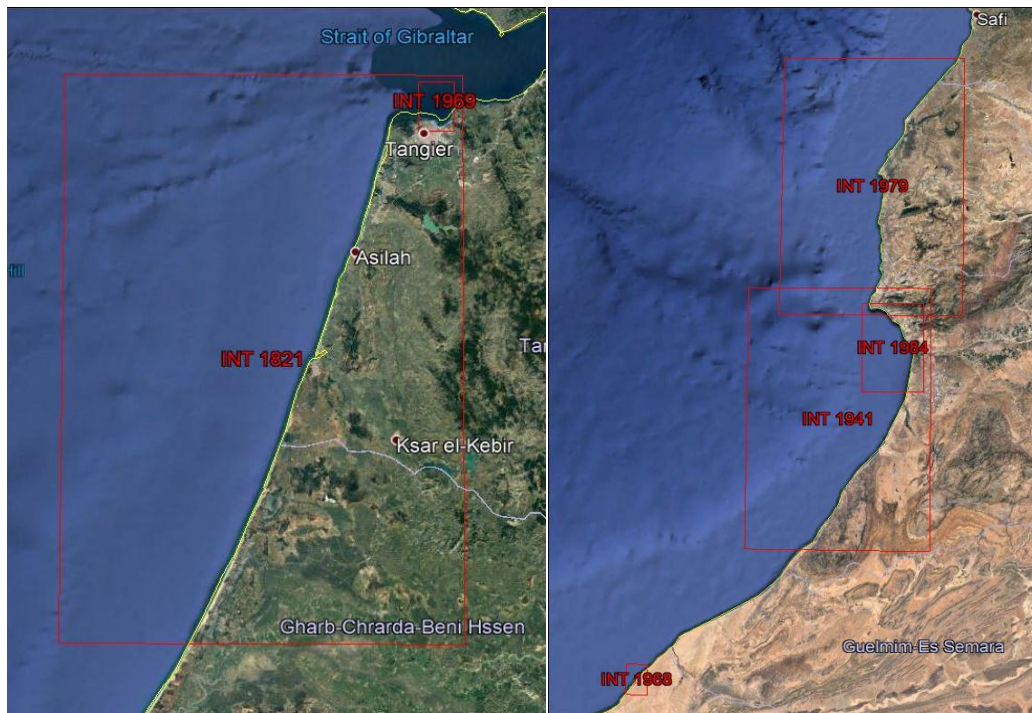 Strait of Gibraltar
INT 1969
Tangier
Asilah
INT 1821
Ksar el-Kebir
Gharb-Chrarda-Beni Hssen
Safi
INT 1979
INT 1964
INT 1941
Guelmim-Es Semara
INT 1968